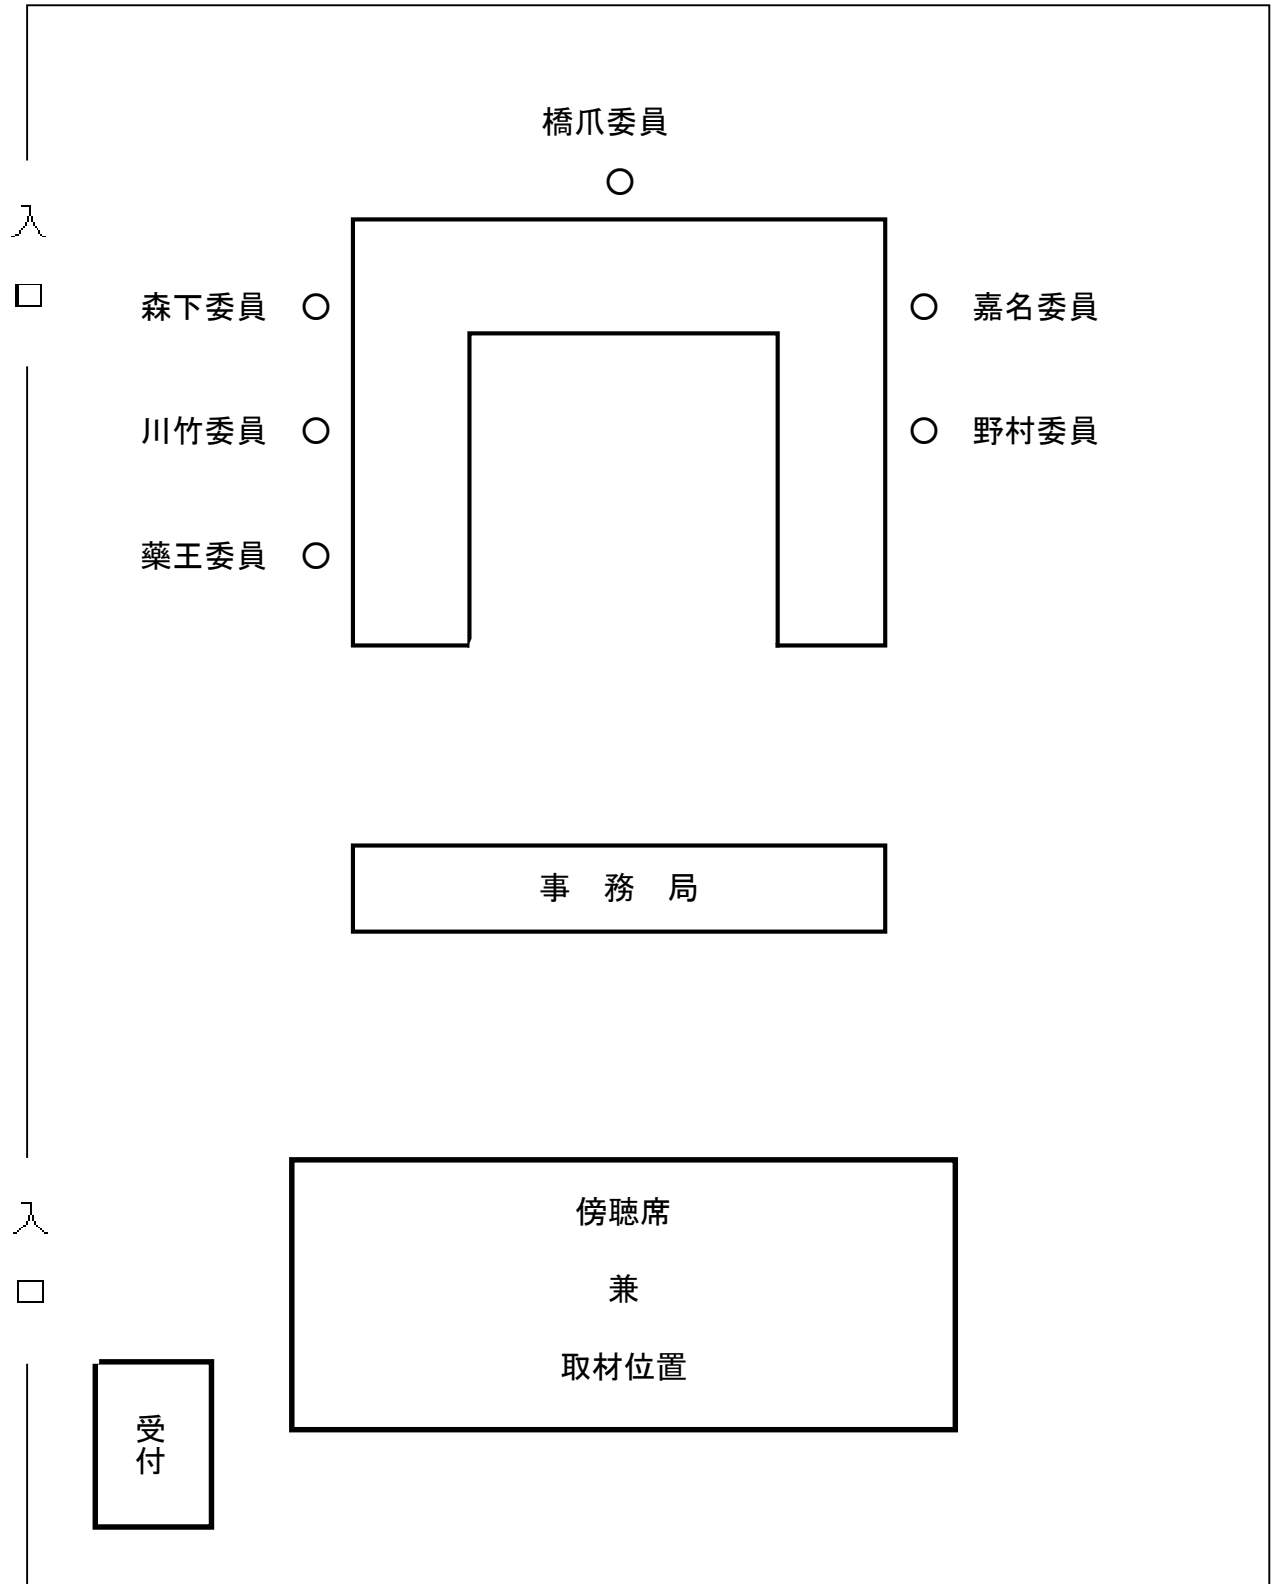 橋爪委員
○
入口
森下委員 ○
○ 嘉名委員
川竹委員 ○
○ 野村委員
藥王委員 ○
事 務 局
入口
傍聴席
兼
取材位置
受付